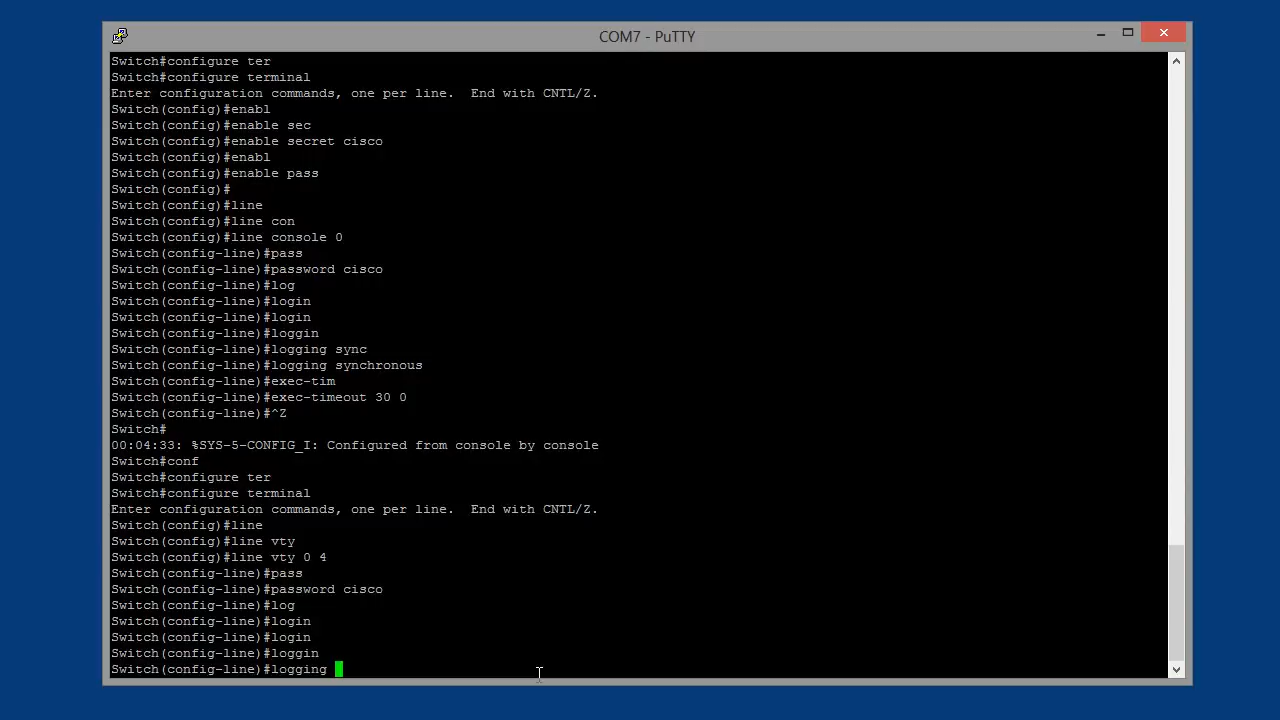 COM7 - PuTTY
Switch#configure ter
Switch#configure terminal
Enter configuration commands, one per line.  End with CNTL/Z.
Switch(config)#enabl
Switch(config)#enable sec
Switch(config)#enable secret cisco
Switch(config)#enabl
Switch(config)#enable pass
Switch(config)#
Switch(config)#line
Switch(config)#line con
Switch(config)#line console 0
Switch(config-line)#pass
Switch(config-line)#password cisco
Switch(config-line)#log
Switch(config-line)#login
Switch(config-line)#login
Switch(config-line)#loggin
Switch(config-line)#logging sync
Switch(config-line)#logging synchronous
Switch(config-line)#exec-tim
Switch(config-line)#exec-timeout 30 0
Switch(config-line)#^Z
Switch#
00:04:33: %SYS-5-CONFIG_I: Configured from console by console
Switch#conf
Switch#configure ter
Switch#configure terminal
Enter configuration commands, one per line.  End with CNTL/Z.
Switch(config)#line
Switch(config)#line vty
Switch(config)#line vty 0 4
Switch(config-line)#pass
Switch(config-line)#password cisco
Switch(config-line)#log
Switch(config-line)#login
Switch(config-line)#login
Switch(config-line)#loggin
Switch(config-line)#logging